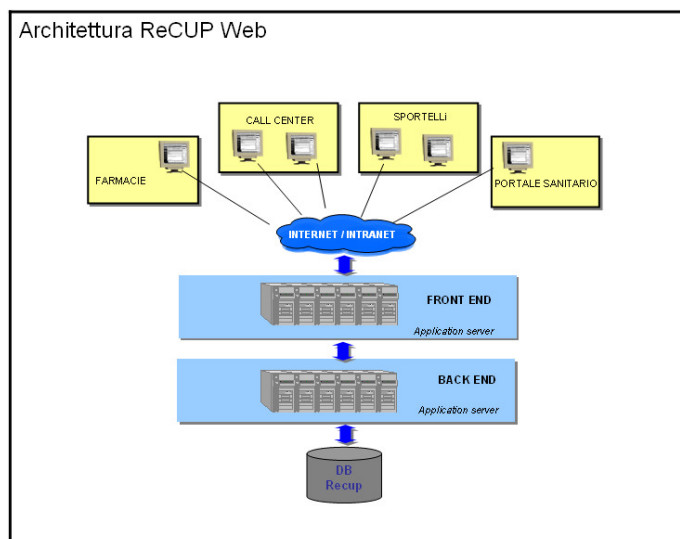 Architettura ReCUP Web
CALL CENTER
SPORTELLi
FARMACIE
PORTALE SANITARIO
INTERNET / INTRANET
FRONT END
Application server
BACK END
Application server
DB
Recup